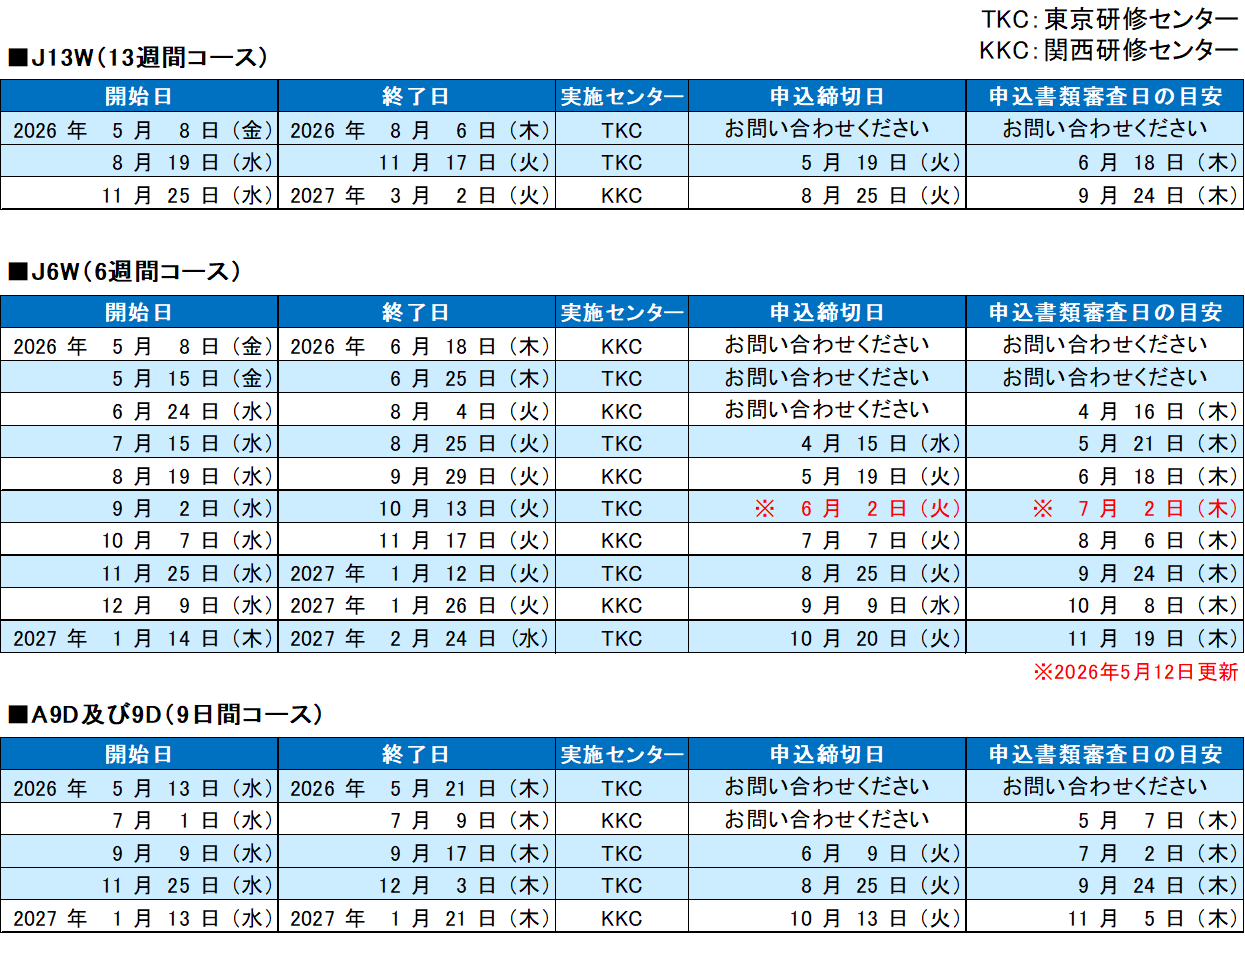 TKC：東京研修センター
KKC：関西研修センター
■J13W（13週間コース）
開始日 終了日 実施センター 申込締切日 申込書類審査日の目安
2026 年 5 月 8 日（金） 2026 年 8 月 6 日（木） TKC お問い合わせください お問い合わせください
8 月 19 日（水） 11 月 17 日（火） TKC 5 月 19 日（火） 6 月 18 日（木）
11 月 25 日（水） 2027 年 3 月 2 日（火） KKC 8 月 25 日（火） 9 月 24 日（木）
■J6W（6週間コース）
開始日 終了日 実施センター 申込締切日 申込書類審査日の目安
2026 年 5 月 8 日（金） 2026 年 6 月 18 日（木） KKC お問い合わせください お問い合わせください
5 月 15 日（金） 6 月 25 日（木） TKC お問い合わせください お問い合わせください
6 月 24 日（水） 8 月 4 日（火） KKC お問い合わせください 4 月 16 日（木）
7 月 15 日（水） 8 月 25 日（火） TKC 4 月 15 日（水） 5 月 21 日（木）
8 月 19 日（水） 9 月 29 日（火） KKC 5 月 19 日（火） 6 月 18 日（木）
9 月 2 日（水） 10 月 13 日（火） TKC ※ 6 月 2 日（火） ※ 7 月 2 日（木）
10 月 7 日（水） 11 月 17 日（火） KKC 7 月 7 日（火） 8 月 6 日（木）
11 月 25 日（水） 2027 年 1 月 12 日（火） TKC 8 月 25 日（火） 9 月 24 日（木）
12 月 9 日（水） 2027 年 1 月 26 日（火） KKC 9 月 9 日（水） 10 月 8 日（木）
2027 年 1 月 14 日（木） 2027 年 2 月 24 日（水） TKC 10 月 20 日（火） 11 月 19 日（木）
※2026年5月12日更新
■A9D及び9D（9日間コース）
開始日 終了日 実施センター 申込締切日 申込書類審査日の目安
2026 年 5 月 13 日（水） 2026 年 5 月 21 日（木） TKC お問い合わせください お問い合わせください
7 月 1 日（水） 7 月 9 日（木） KKC お問い合わせください 5 月 7 日（木）
9 月 9 日（水） 9 月 17 日（木） TKC 6 月 9 日（火） 7 月 2 日（木）
11 月 25 日（水） 12 月 3 日（木） TKC 8 月 25 日（火） 9 月 24 日（木）
2027 年 1 月 13 日（水） 2027 年 1 月 21 日（木） KKC 10 月 13 日（火） 11 月 5 日（木）